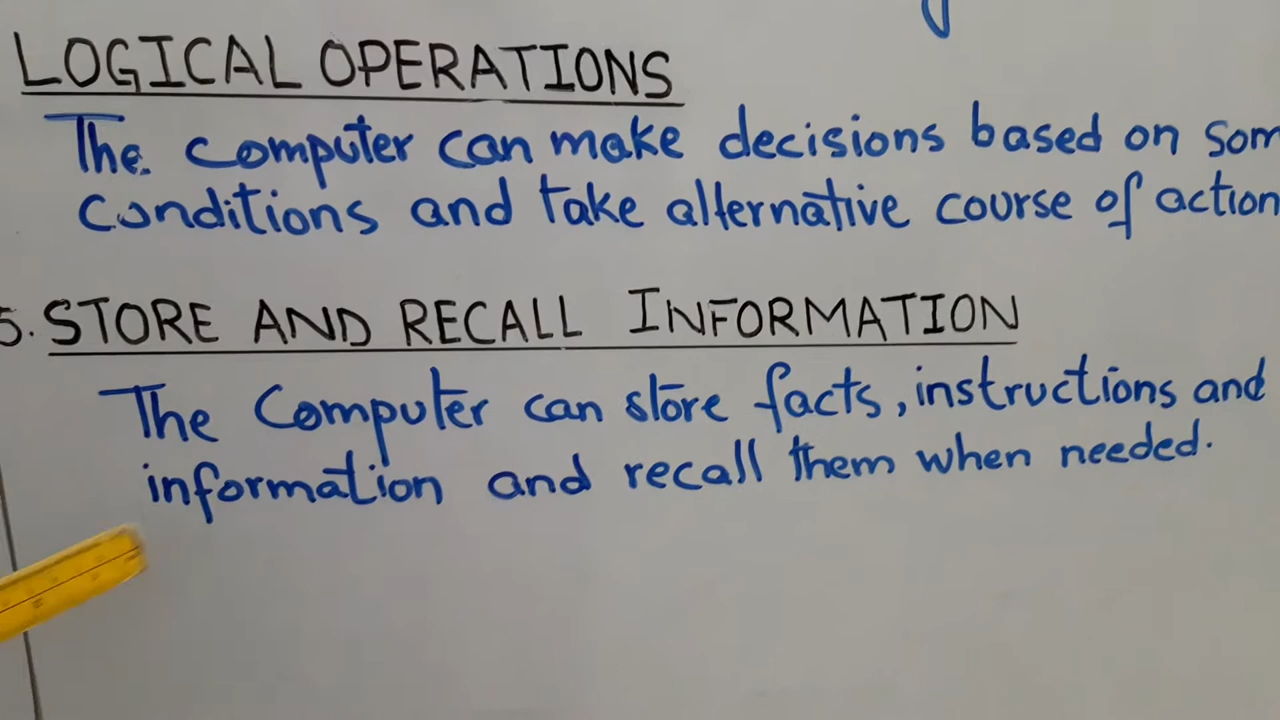 LOGICAL OPERATIONS
The computer can make decisions based on som
conditions and take alternative course of action
5. STORE AND RECALL INFORMATION
The Computer can store facts, instructions and
information and recall them when needed.